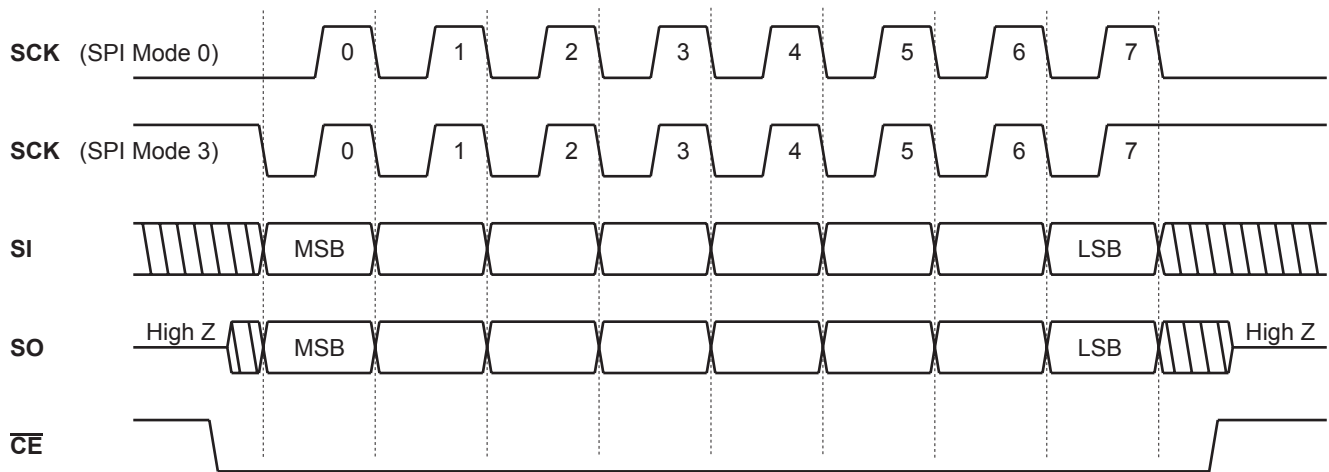 SCK (SPI Mode 0) 0 1 2 3 4 5 6 7
SCK (SPI Mode 3) 0 1 2 3 4 5 6 7
SI MSB LSB
High Z High Z
SO MSB LSB
CE